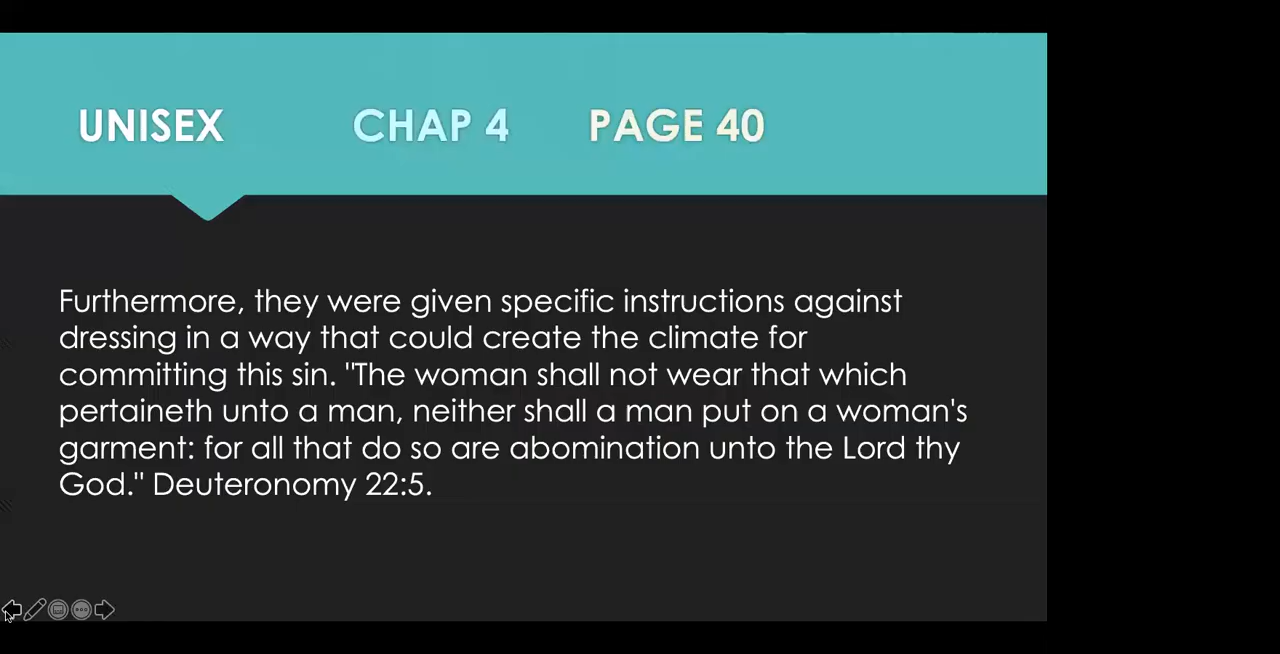 UNISEX CHAP 4 PAGE 40
Furthermore, they were given specific instructions against
dressing in a way that could create the climate for
committing this sin. "The woman shall not wear that which
pertaineth unto a man, neither shall a man put on a woman's
garment: for all that do so are abomination unto the Lord thy
God." Deuteronomy 22:5.